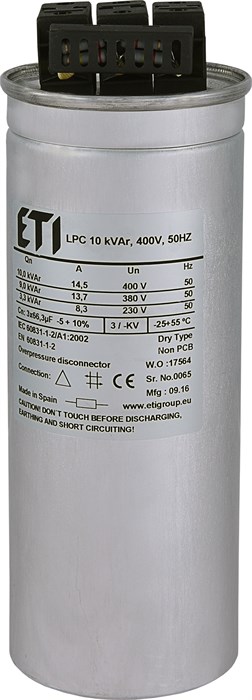 ETI LPC 10 kVAr, 400V, 50HZ
Qn A Un Hz
10,0 kVAr 14,5 400 V 50
9,0 kVAr 13,7 380 V 50
3,3 kVAr 8,3 230 V 50
Cn: 3x66,3µF -5 + 10% 3 / -KV -25+55 ºC
IEC 60831-1-2/A1:2002 Dry Type
EN 60831-1-2 Non PCB
Overpressure disconnector W.O :17564
Connection: CE Sr. No.0065
Made in Spain Mfg : 09.16
CAUTION! DON´T TOUCH BEFORE DISCHARGING, www.etigroup.eu
EARTHING AND SHORT CIRCUITING!